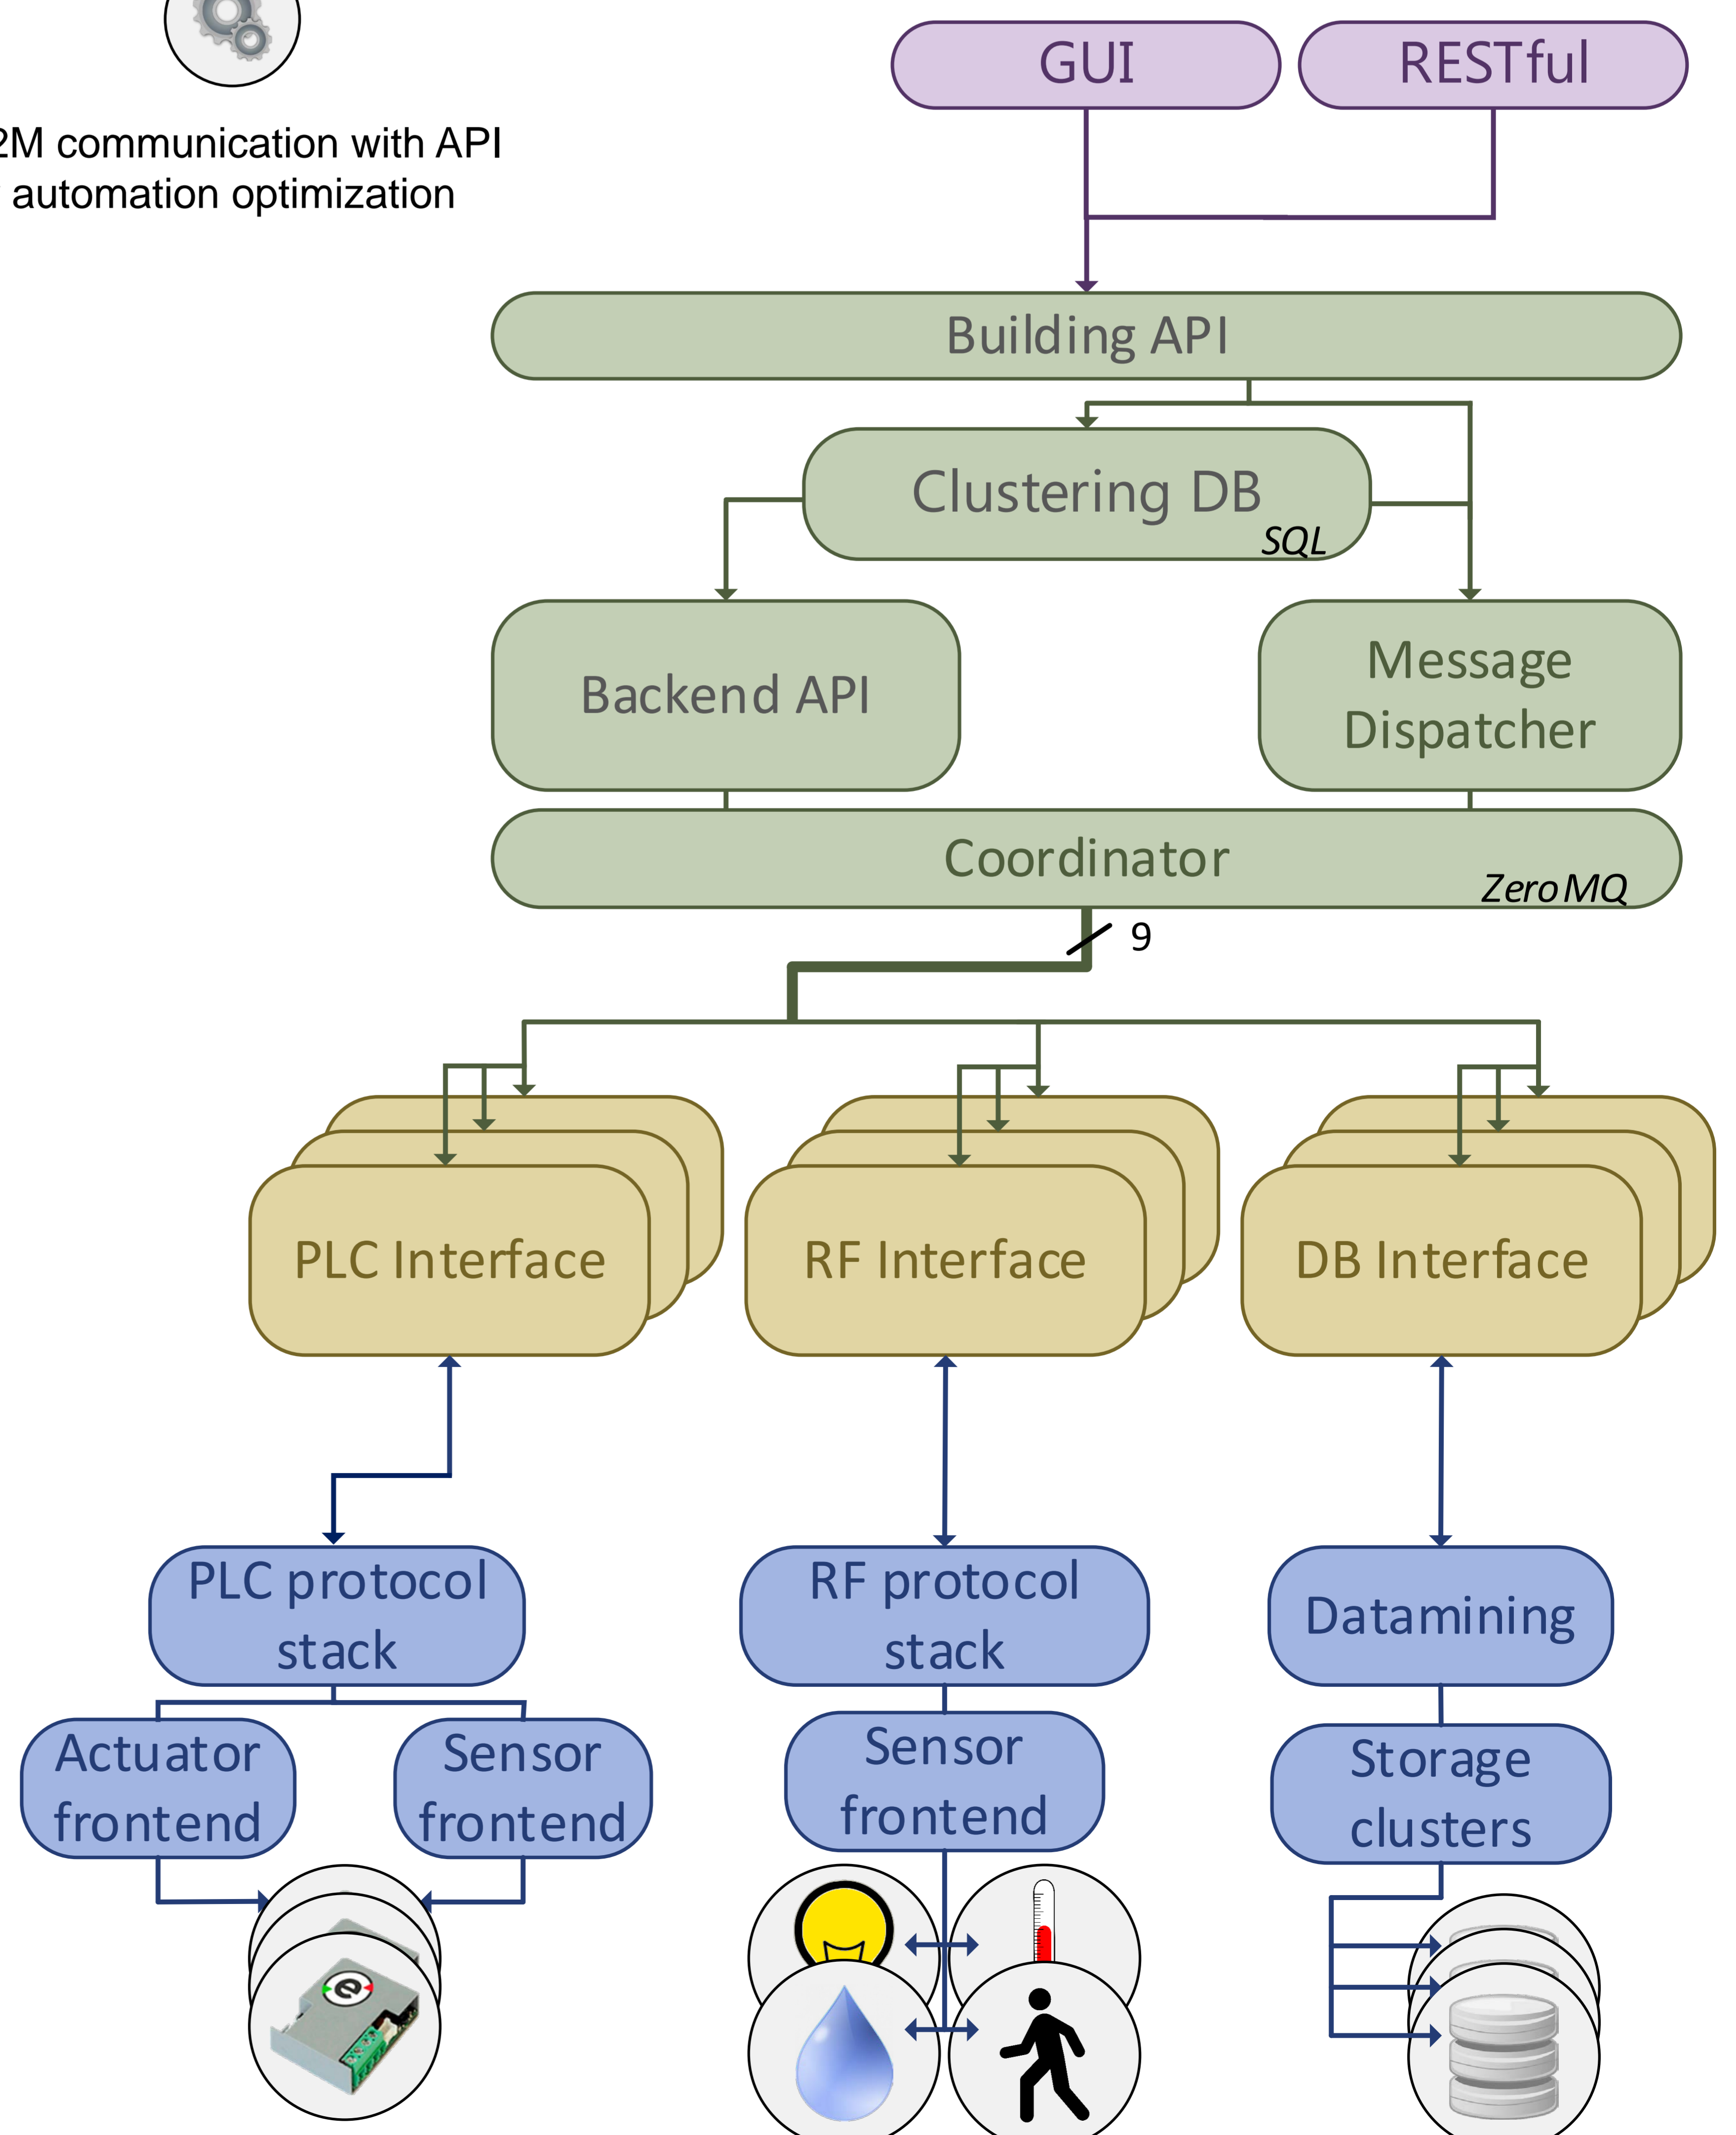 GUI
RESTful
2M communication with API
automation optimization
Building API
Clustering DB
SQL
Backend API
Message
Dispatcher
Coordinator
Zero MQ
9
PLC Interface
RF Interface
DB Interface
PLC protocol
stack
RF protocol
stack
Datamining
Actuator
frontend
Sensor
frontend
Sensor
frontend
Storage
clusters
e